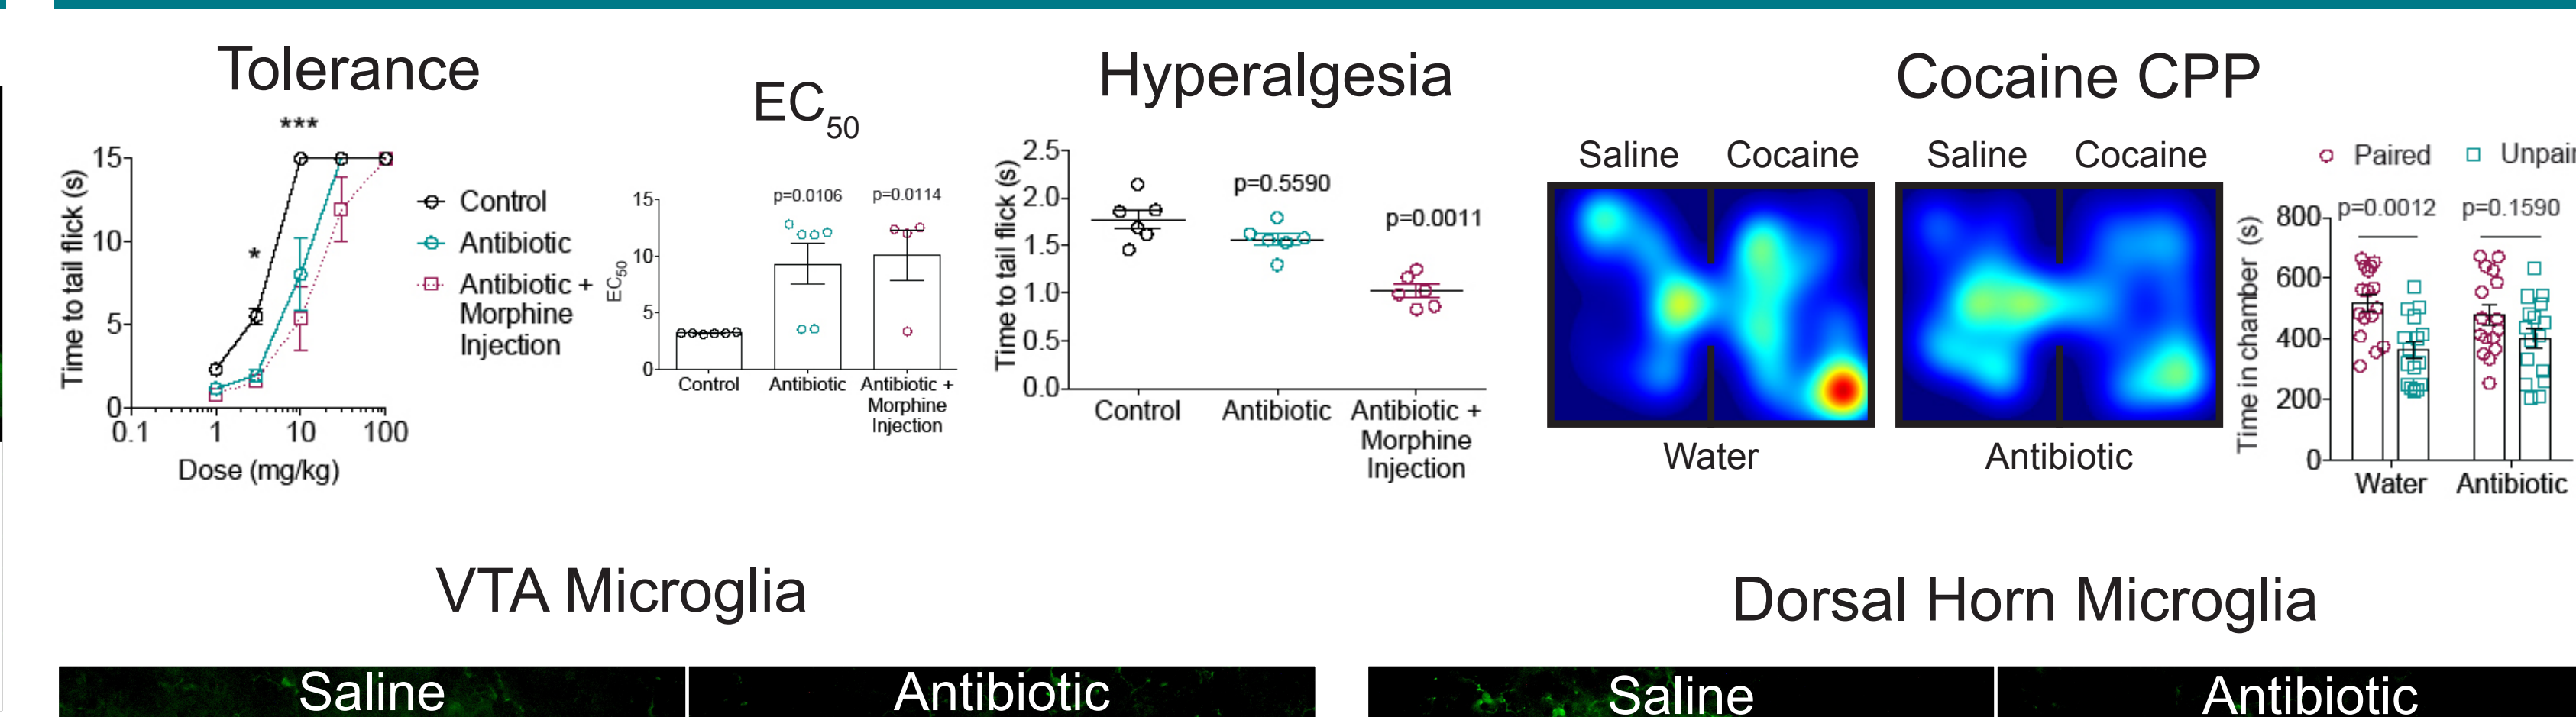 Tolerance
***
*
15
10
5
0
0.1 1 10 100
Time to tail flick (s)
Dose (mg/kg)
Control
Antibiotic
Antibiotic +
Morphine
Injection
EC50
p=0.0106 p=0.0114
15
10
5
0
EC50
Control Antibiotic Antibiotic +
Morphine
Injection
Hyperalgesia
2.5
2.0
1.5
1.0
0.5
0.0
Time to tail flick (s)
p=0.5590
p=0.0011
Control Antibiotic Antibiotic +
Morphine
Injection
Cocaine CPP
Saline Cocaine Saline Cocaine
Water Antibiotic
Paired Unpair
p=0.0012 p=0.1590
800
600
400
200
0
Time in chamber (s)
Water Antibiotic
VTA Microglia
Dorsal Horn Microglia
Saline Antibiotic
Saline Antibiotic